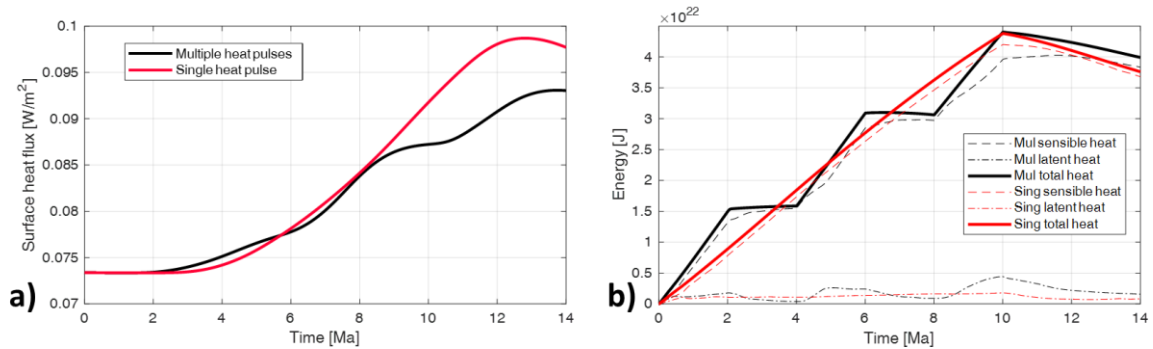 0.1
0.095
0.09
0.085
0.08
0.075
0.07
Surface heat flux [W/m²]
Multiple heat pulses
Single heat pulse
0 2 4 6 8 10 12 14
Time [Ma]
a)
×10²²
4
3.5
3
2.5
2
1.5
1
0.5
0
Energy [J]
Mul sensible heat
Mul latent heat
Mul total heat
Sing sensible heat
Sing latent heat
Sing total heat
0 2 4 6 8 10 12 14
Time [Ma]
b)